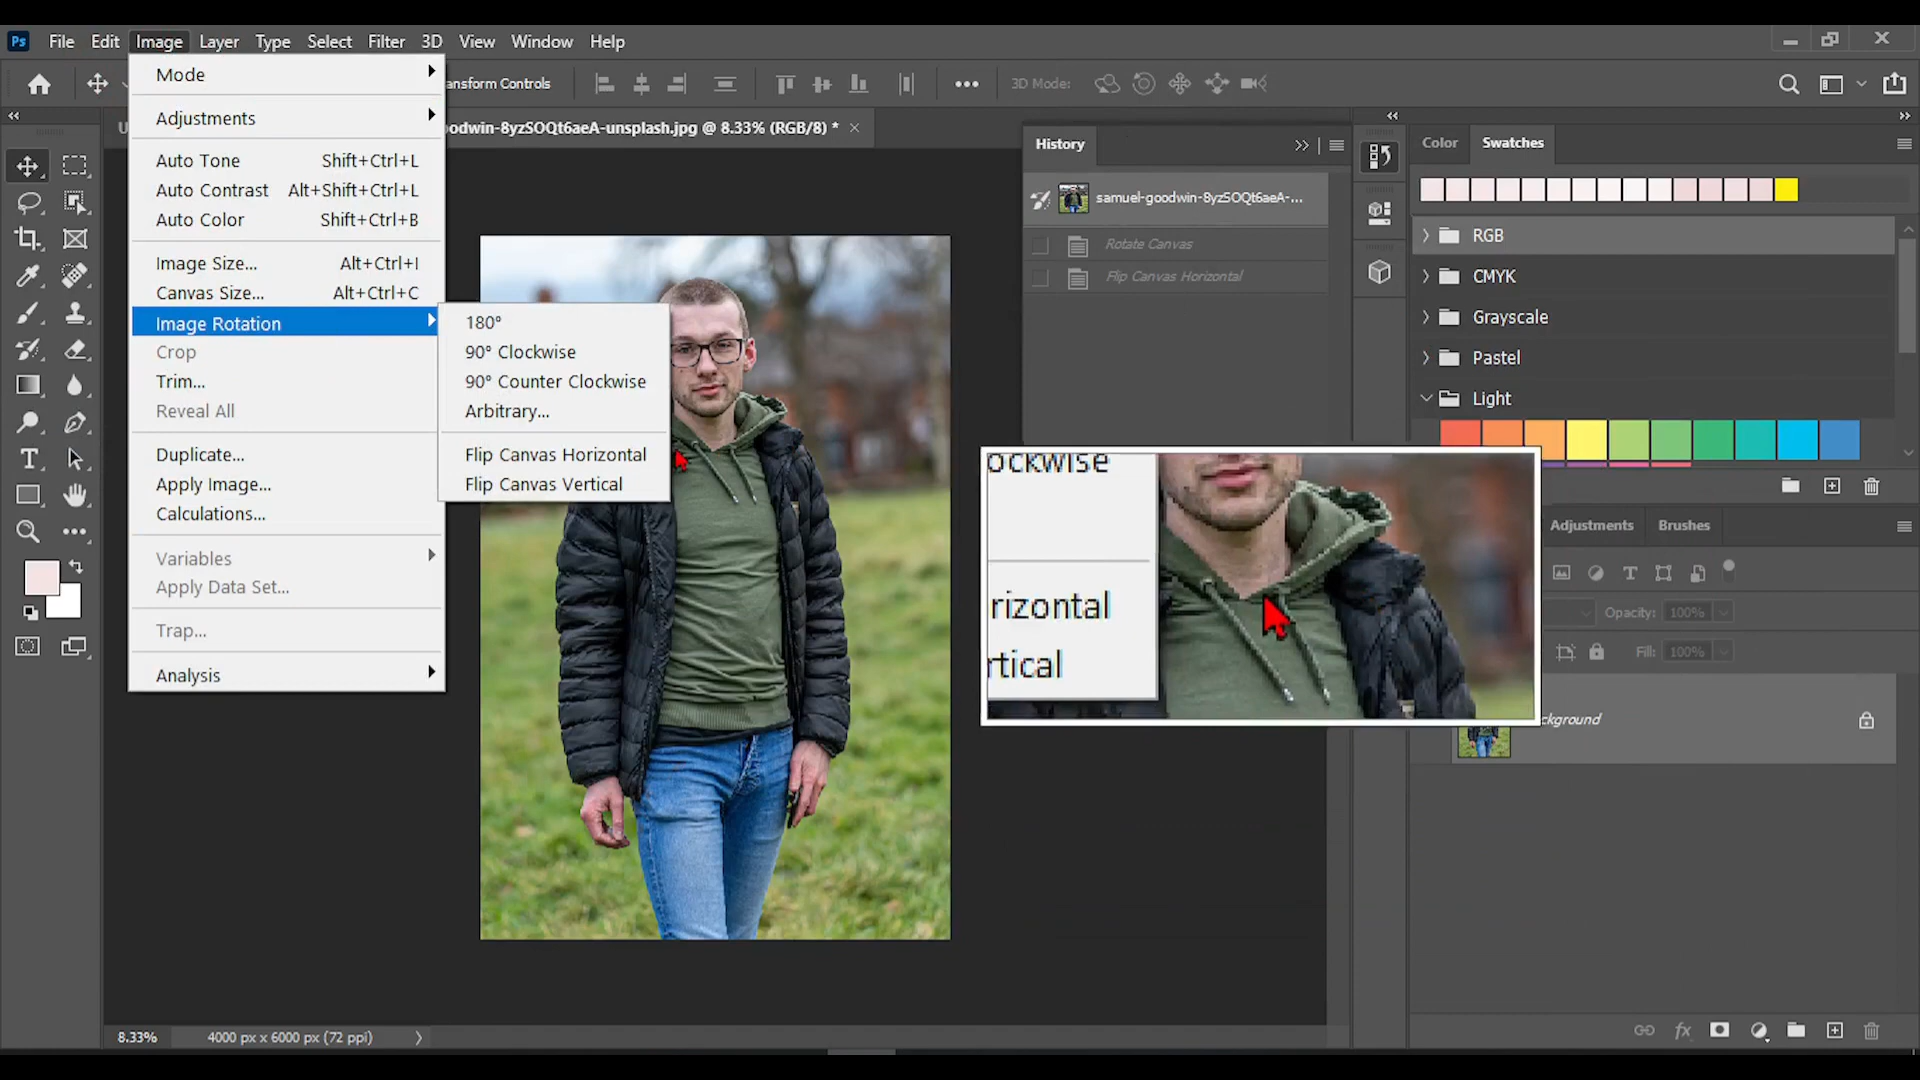 Ps File Edit Image Layer Type Select Filter 3D View Window Help
ansform Controls
3D Mode:
Mode
Adjustments
Auto Tone Shift+Ctrl+L
Auto Contrast Alt+Shift+Ctrl+L
Auto Color Shift+Ctrl+B
Image Size... Alt+Ctrl+I
Canvas Size... Alt+Ctrl+C
Image Rotation
Crop
Trim...
Reveal All
Duplicate...
Apply Image...
Calculations...
Variables
Apply Data Set...
Trap...
Analysis
180°
90° Clockwise
90° Counter Clockwise
Arbitrary...
Flip Canvas Horizontal
Flip Canvas Vertical
U
odwin-8yzSOQt6aeA-unsplash.jpg @ 8.33% (RGB/8) *
History
samuel-goodwin-8yzSOQt6aeA-...
Rotate Canvas
Flip Canvas Horizontal
Color Swatches
RGB
CMYK
Grayscale
Pastel
Light
ockwise
rizontal
rtical
Adjustments Brushes
Opacity: 100%
Fill: 100%
ckground
fx
8.33% 4000 px x 6000 px (72 ppi)